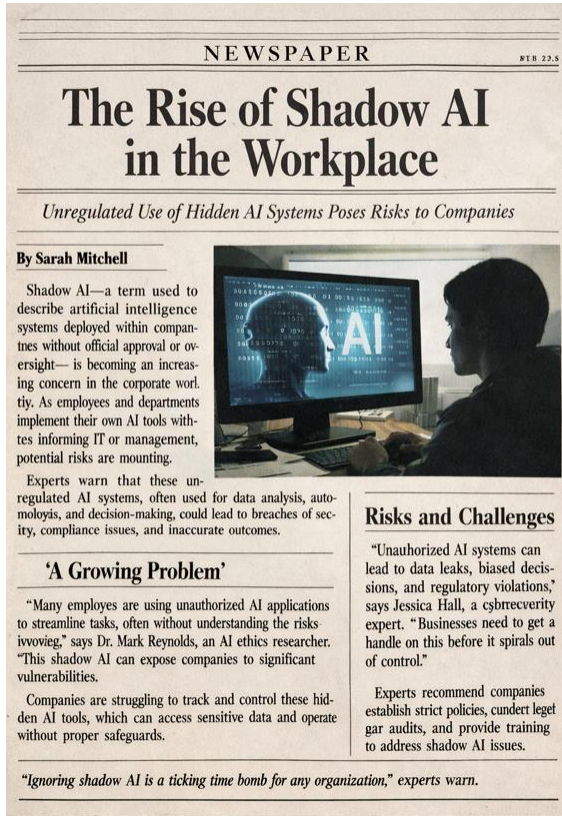 NEWSPAPER
The Rise of Shadow AI
in the Workplace
Unregulated Use of Hidden AI Systems Poses Risks to Companies
By Sarah Mitchell
Shadow AI—a term used to
describe artificial intelligence
systems deployed within compan-
tnes without official approval or ov-
ersight— is becoming an increas-
ing concern in the corporate worl.
tiy. As employees and departments
implement their own AI tools with-
tes informing IT or management,
potential risks are mounting.
Experts warn that these un-
regulated AI systems, often used for data analysis, auto-
moloyis, and decision-making, could lead to breaches of sec-
ity, compliance issues, and inaccurate outcomes.
'A Growing Problem'
"Many employes are using unauthorized AI applications
to streamline tasks, often without understanding the risks
ivvovieg," says Dr. Mark Reynolds, an AI ethics researcher.
"This shadow AI can expose companies to significant
vulnerabilities.
Companies are struggling to track and control these hid-
den AI tools, which can access sensitive data and operate
without proper safeguards.
AI
Risks and Challenges
"Unauhorized AI systems can
lead to data leaks, biased decis-
sions, and regulatory violations,"
says Jessica Hall, a
expert. "Businesses need to get a
handle on this before it spirals out
of control."
Experts recommend companies
establish strict policies, cundert leget
gar audits, and provide training
to address shadow AI issues.
"Ignoring shadow AI is a ticking time bomb for any organization," experts warn.